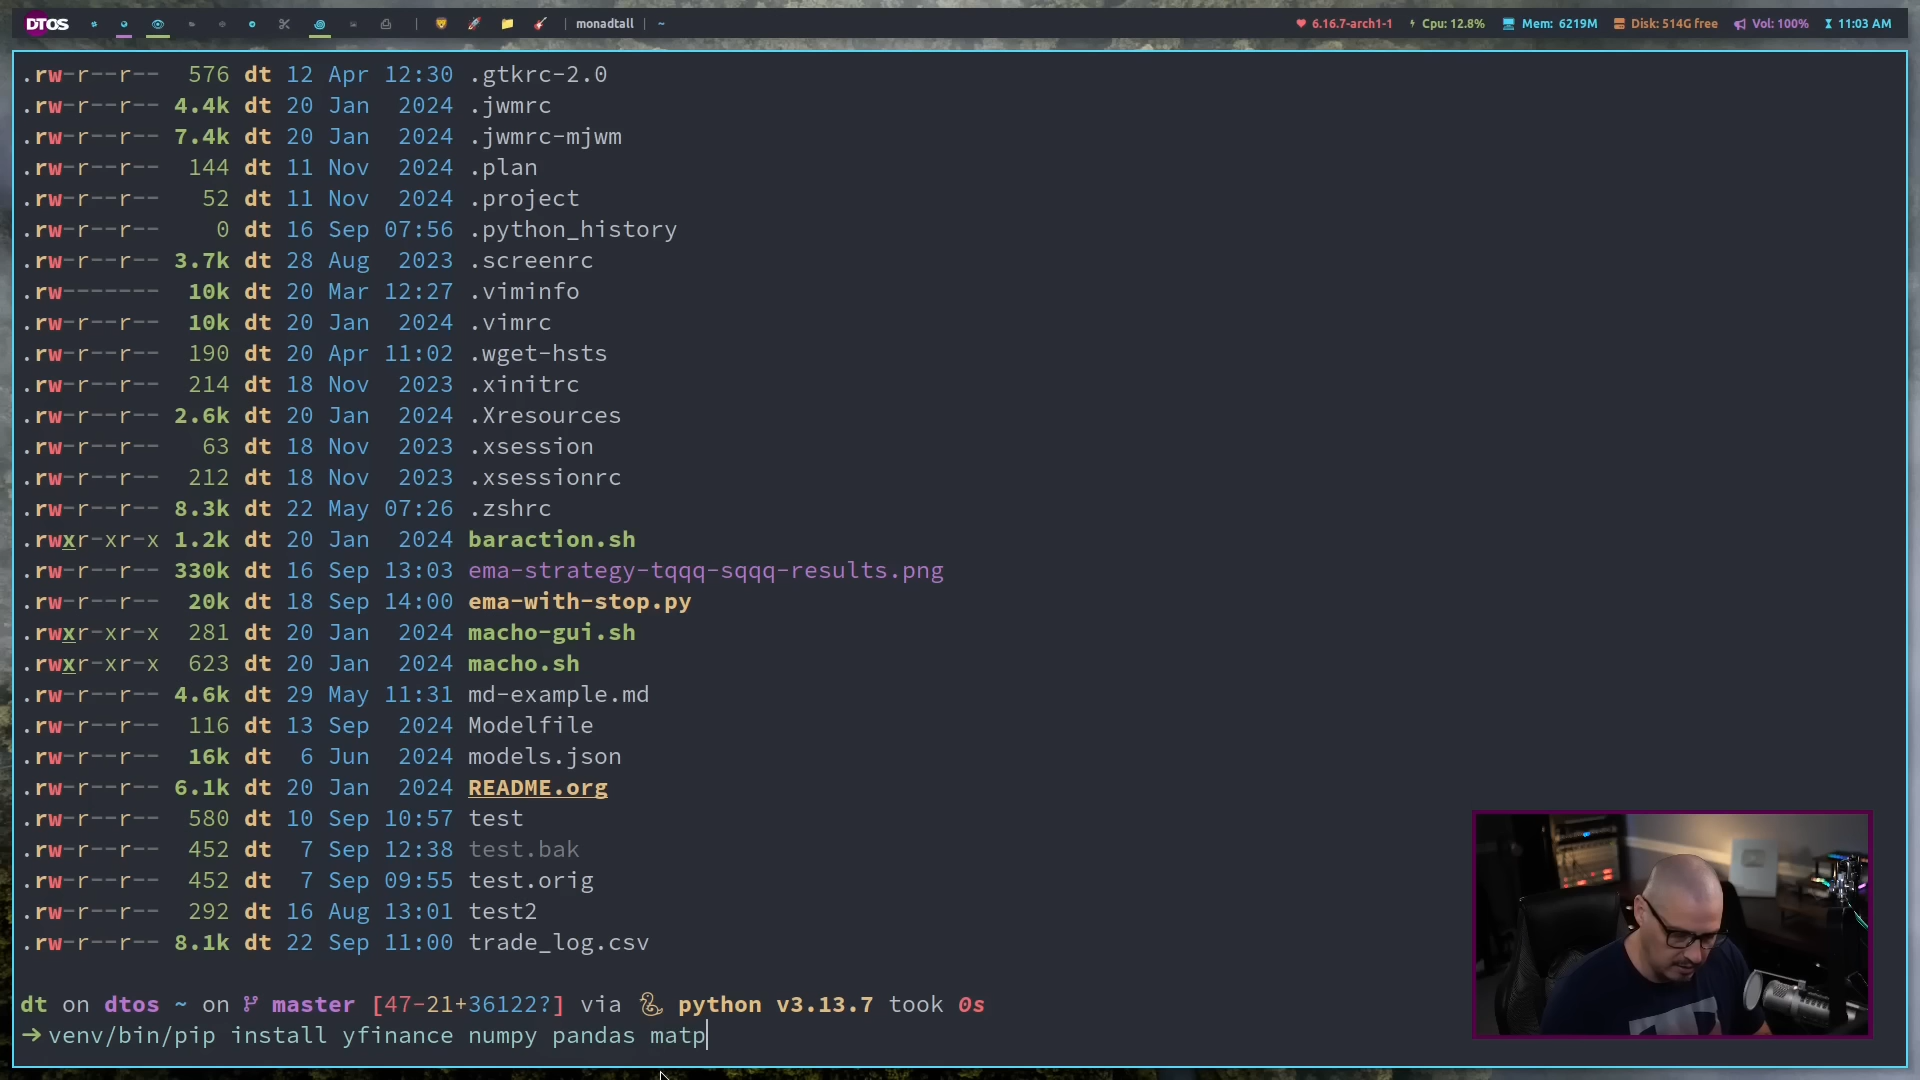 DTOS | monadtall | ~ 6.16.7-arch1-1 Cpu: 12.8% Mem: 6219M Disk: 514G free Vol: 100% 11:03 AM
.rw-r--r-- 576 dt 12 Apr 12:30 .gtkrc-2.0
.rw-r--r-- 4.4k dt 20 Jan 2024 .jwmrc
.rw-r--r-- 7.4k dt 20 Jan 2024 .jwmrc-mjwm
.rw-r--r-- 144 dt 11 Nov 2024 .plan
.rw-r--r-- 52 dt 11 Nov 2024 .project
.rw-r--r-- 0 dt 16 Sep 07:56 .python_history
.rw-r--r-- 3.7k dt 28 Aug 2023 .screenrc
.rw------- 10k dt 20 Mar 12:27 .viminfo
.rw-r--r-- 10k dt 20 Jan 2024 .vimrc
.rw-r--r-- 190 dt 20 Apr 11:02 .wget-hsts
.rw-r--r-- 214 dt 18 Nov 2023 .xinitrc
.rw-r--r-- 2.6k dt 20 Jan 2024 .Xresources
.rw-r--r-- 63 dt 18 Nov 2023 .xsession
.rw-r--r-- 212 dt 18 Nov 2023 .xsessionrc
.rw-r--r-- 8.3k dt 22 May 07:26 .zshrc
.rwxr-xr-x 1.2k dt 20 Jan 2024 baraction.sh
.rw-r--r-- 330k dt 16 Sep 13:03 ema-strategy-tqqq-sqqq-results.png
.rw-r--r-- 20k dt 18 Sep 14:00 ema-with-stop.py
.rwxr-xr-x 281 dt 20 Jan 2024 macho-gui.sh
.rwxr-xr-x 623 dt 20 Jan 2024 macho.sh
.rw-r--r-- 4.6k dt 29 May 11:31 md-example.md
.rw-r--r-- 116 dt 13 Sep 2024 Modelfile
.rw-r--r-- 16k dt 6 Jun 2024 models.json
.rw-r--r-- 6.1k dt 20 Jan 2024 README.org
.rw-r--r-- 580 dt 10 Sep 10:57 test
.rw-r--r-- 452 dt 7 Sep 12:38 test.bak
.rw-r--r-- 452 dt 7 Sep 09:55 test.orig
.rw-r--r-- 292 dt 16 Aug 13:01 test2
.rw-r--r-- 8.1k dt 22 Sep 11:00 trade_log.csv
dt on dtos ~ on master [47-21+36122?] via 🐍 python v3.13.7 took 0s
➔ venv/bin/pip install yfinance numpy pandas matp